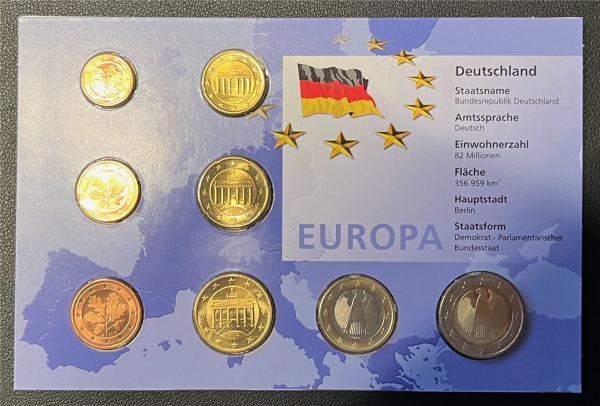 Deutschland
Staatsname
Bundesrepublik Deutschland
Amtssprache
Deutsch
Einwohnerzahl
82 Millionen
Fläche
356 959 km²
Hauptstadt
Berlin
Staatsform
Demokrat.- Parlamentarischer
Bundesstaat
EUROPA